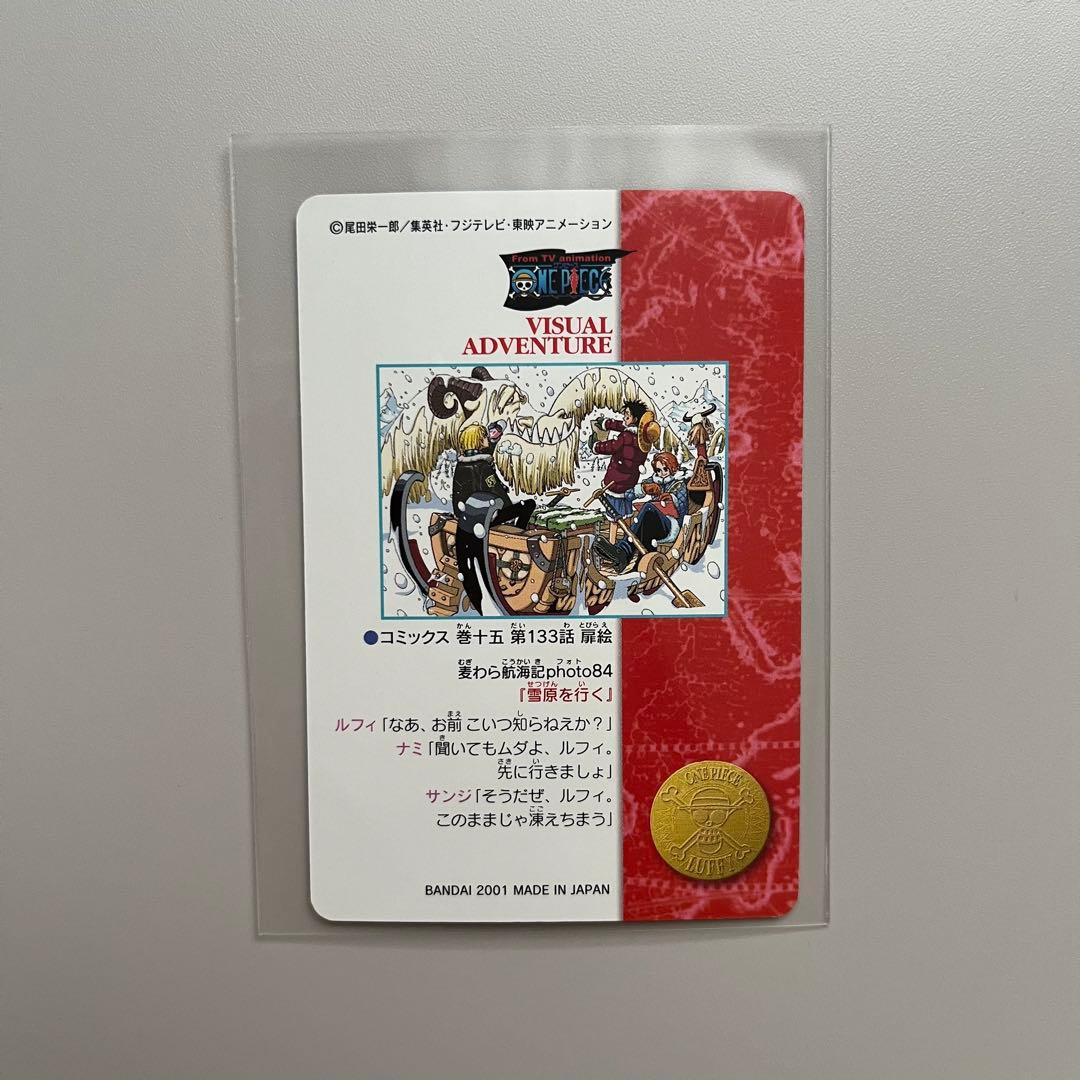 ©尾田栄一郎／集英社・フジテレビ・東映アニメーション
From TV animation
ONE PIECE
VISUAL
ADVENTURE
●コミックス 巻十五 第133話 扉絵
麦わら航海記photo84
『雪原を行く』
ルフィ「なあ、お前 こいつ知らねえか？」
ナミ「聞いてもムダよ、ルフィ。
先に行きましょ」
サンジ「そうだぜ、ルフィ。
このままじゃ凍えちまう」
BANDAI 2001 MADE IN JAPAN
ONE PIECE
LUFFY